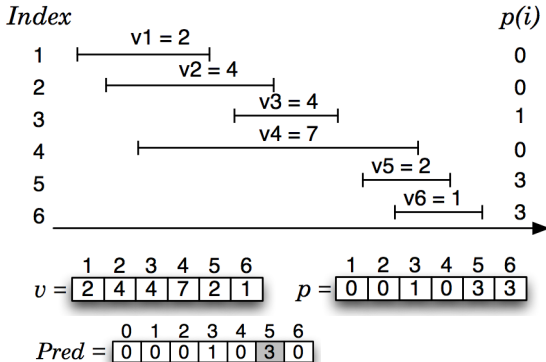 Index p(i)
1 v1 = 2 0
2 v2 = 4 0
3 v3 = 4 1
4 v4 = 7 0
5 v5 = 2 3
6 v6 = 1 3
1 2 3 4 5 6 1 2 3 4 5 6
v = 2 4 4 7 2 1 p = 0 0 1 0 3 3
0 1 2 3 4 5 6
Pred = 0 0 0 1 0 3 0